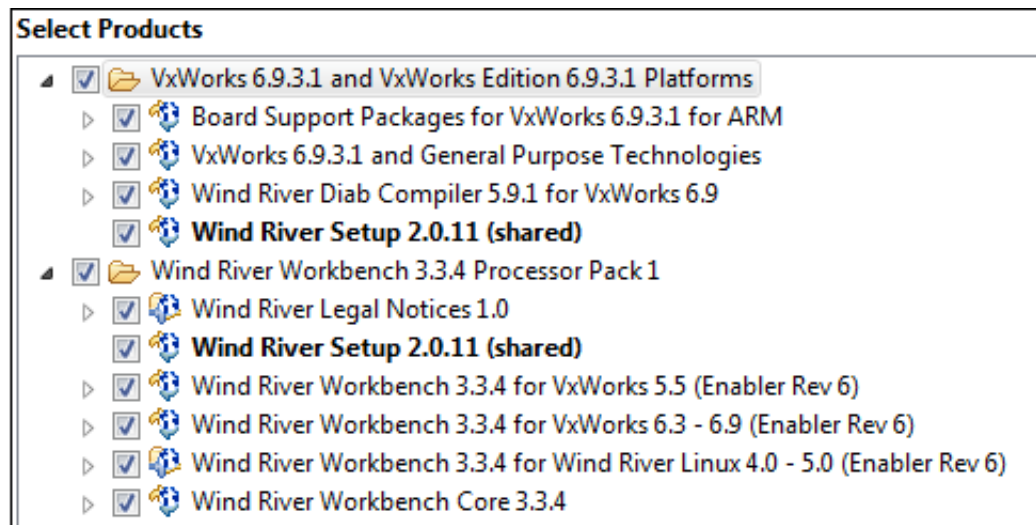 Select Products
VxWorks 6.9.3.1 and VxWorks Edition 6.9.3.1 Platforms
Board Support Packages for VxWorks 6.9.3.1 for ARM
VxWorks 6.9.3.1 and General Purpose Technologies
Wind River Diab Compiler 5.9.1 for VxWorks 6.9
Wind River Setup 2.0.11 (shared)
Wind River Workbench 3.3.4 Processor Pack 1
Wind River Legal Notices 1.0
Wind River Setup 2.0.11 (shared)
Wind River Workbench 3.3.4 for VxWorks 5.5 (Enabler Rev 6)
Wind River Workbench 3.3.4 for VxWorks 6.3 - 6.9 (Enabler Rev 6)
Wind River Workbench 3.3.4 for Wind River Linux 4.0 - 5.0 (Enabler Rev 6)
Wind River Workbench Core 3.3.4